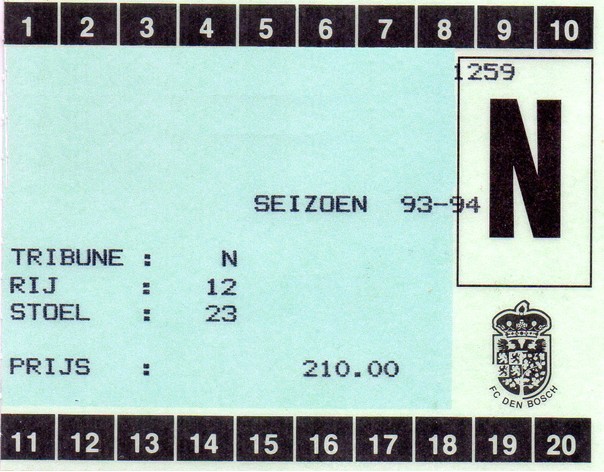 1 2 3 4 5 6 7 8 9 10
1259
N
SEIZOEN 93-94
TRIBUNE : N
RIJ : 12
STOEL : 23
PRIJS : 210.00
FC DEN BOSCH
11 12 13 14 15 16 17 18 19 20